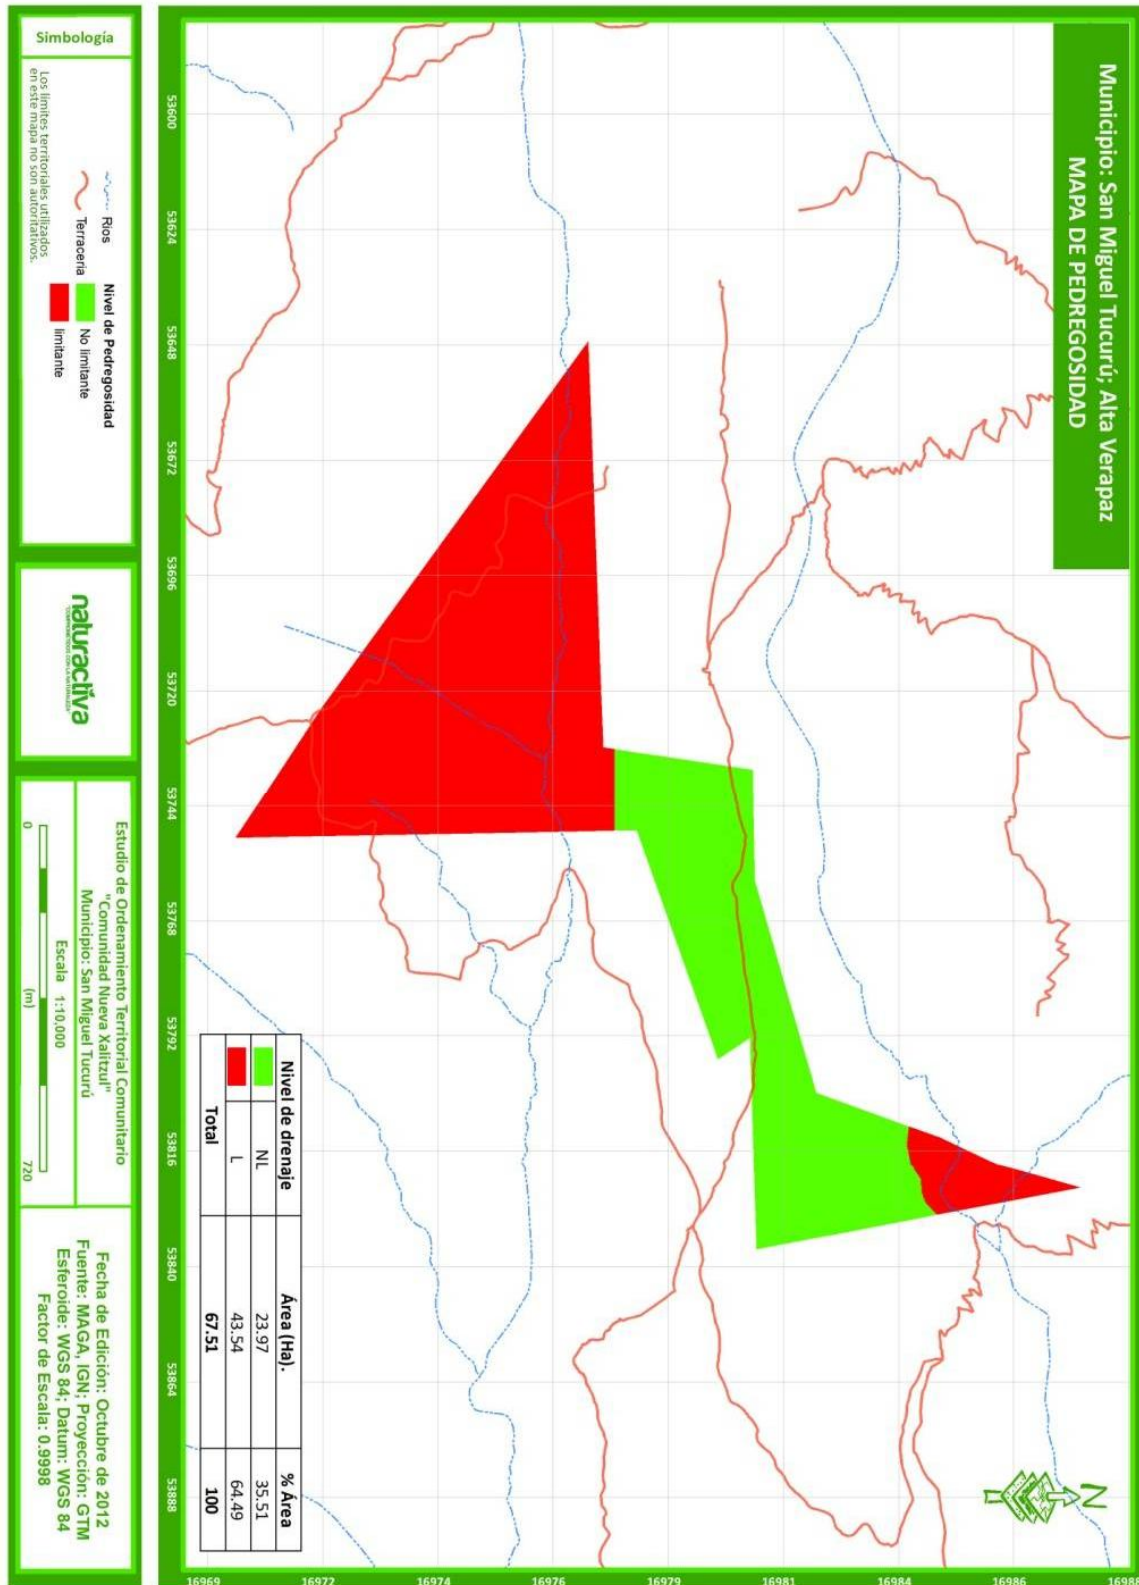 Municipio: San Miguel Tucurú; Alta Verapaz
MAPA DE PEDREGOSIDAD
N
16988
16986
16984
16981
16979
16976
16974
16972
16969
53600
53624
53648
53672
53696
53720
53744
53768
53792
53816
53840
53864
53888
Nivel de drenaje Área (Ha). % Área
NL 23.97 35.51
L 43.54 64.49
Total 67.51 100
Simbología
Nivel de Pedregosidad
Rios
No limitante
Terraceria
limitante
Los límites territoriales utilizados
en este mapa no son autoritativos.
naturactiva
Estudio de Ordenamiento Territorial Comunitario
"Comunidad Nueva Xalitzul"
Municipio: San Miguel Tucurú
Escala 1:10,000
0 (m) 720
Fecha de Edición: Octubre de 2012
Fuente: MAGA, IGN; Proyección: GTM
Esferoide: WGS 84; Datum: WGS 84
Factor de Escala: 0.9998